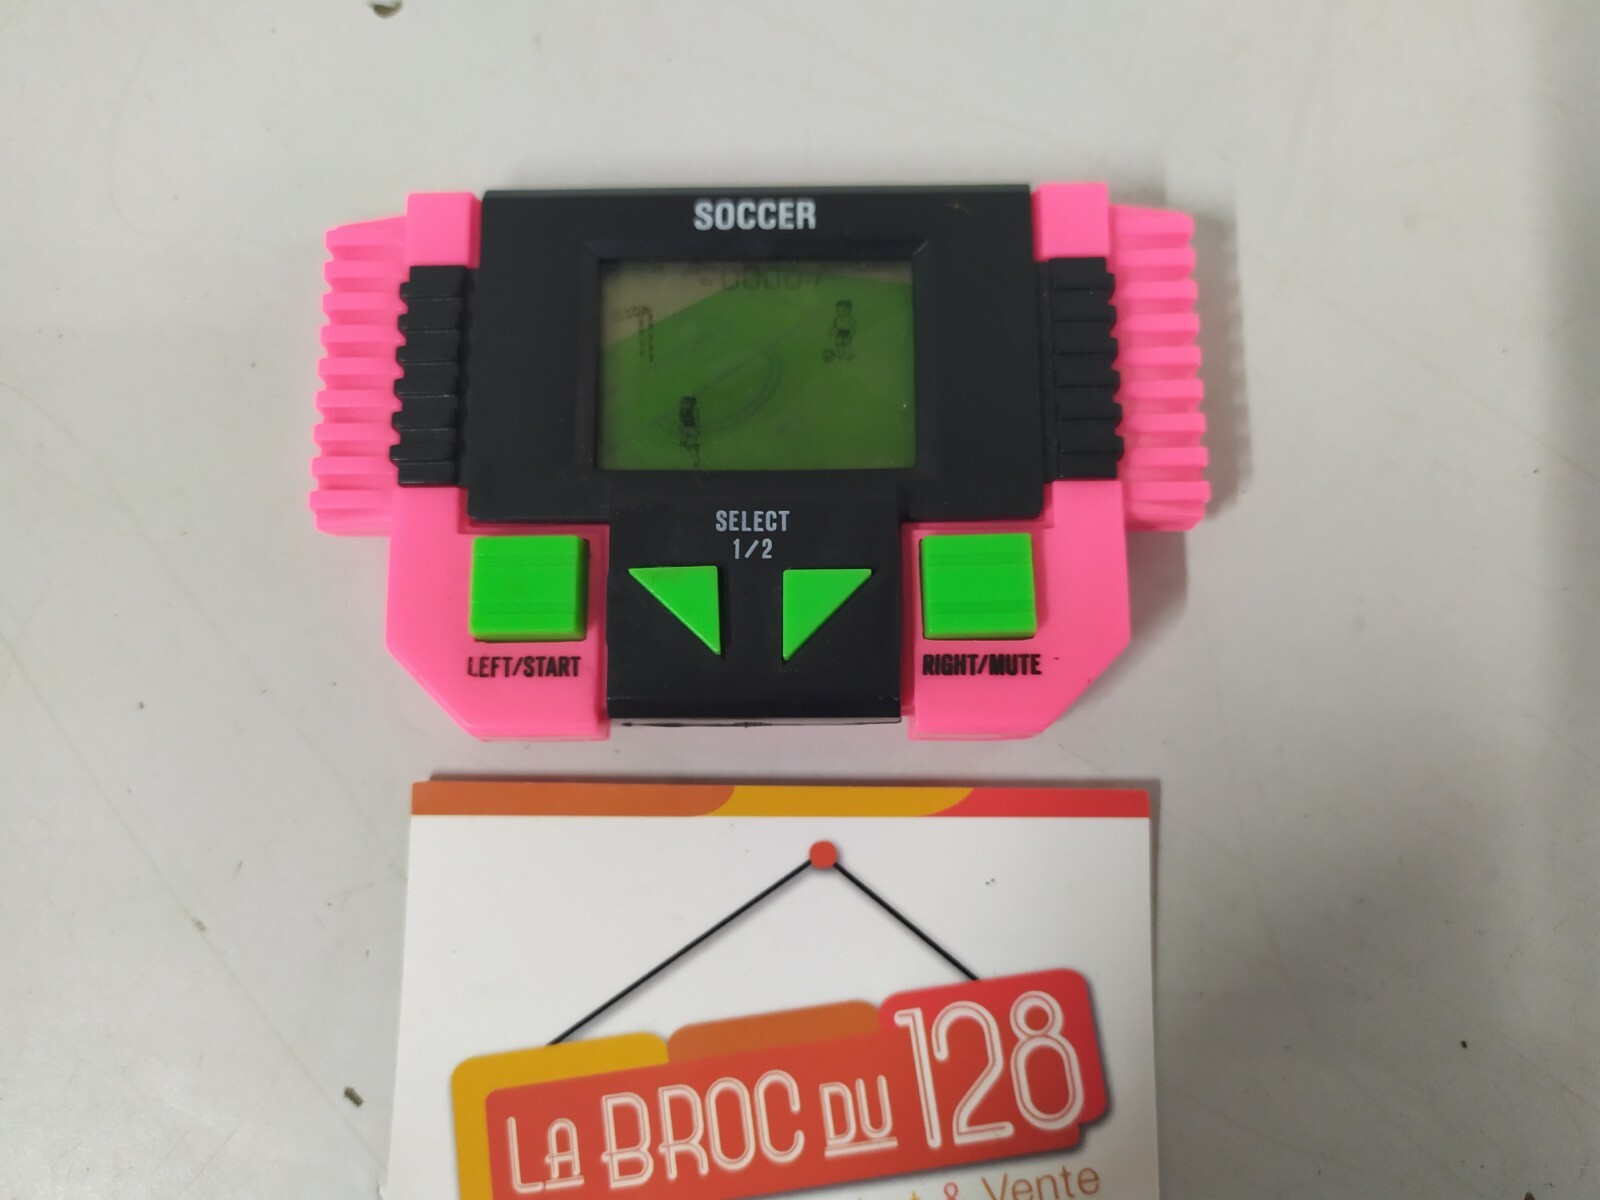 SOCCER
SELECT
1/2
LEFT/START
RIGHT/MUTE
LA BROC DU 128
& Vente